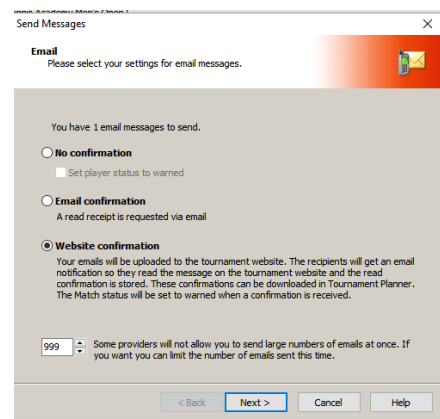 Academy Men's [Open]
Send Messages
Email
Please select your settings for email messages.
You have 1 email messages to send.
No confirmation
Set player status to warned
Email confirmation
A read receipt is requested via email
Website confirmation
Your emails will be uploaded to the tournament website. The recipients will get an email
notification so they read the message on the tournament website and the read
confirmation is stored. These confirmations can be downloaded in Tournament Planner.
The Match status will be set to warned when a confirmation is received.
999
Some providers will not allow you to send large numbers of emails at once. If
you want you can limit the number of emails sent this time.
< Back
Next >
Cancel
Help